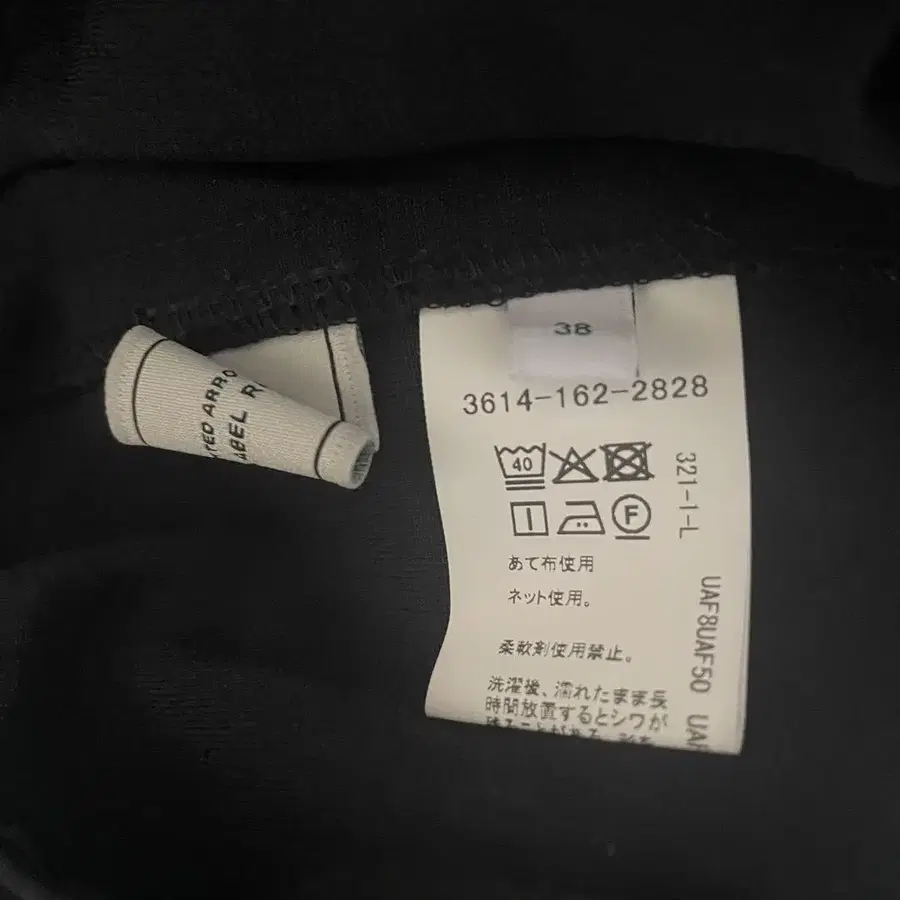 TED ARRO
ABEL R
38
3614-162-2828
40
F
321-1-L
あて布使用
ネット使用。
UAF8UAF50 UA
柔軟剤使用禁止。
洗濯後、濡れたまま長
時間放置するとシワが